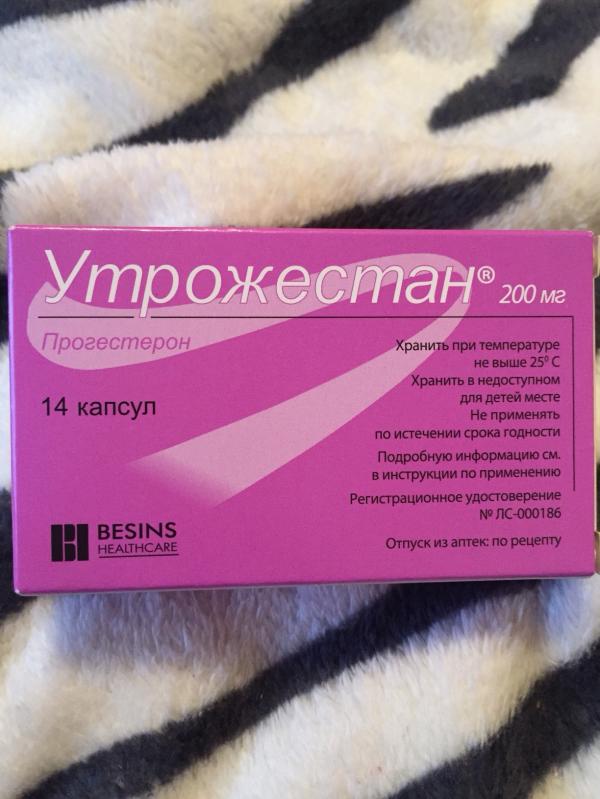 Утрожестан® 200 мг
Прогестерон
14 капсул
Хранить при температуре
не выше 25⁰ С
Хранить в недоступном
для детей месте
Не применять
по истечении срока годности
Подробную информацию см.
в инструкции по применению
Регистрационное удостоверение
№ ЛС-000186
Отпуск из аптек: по рецепту
BESINS
HEALTHCARE